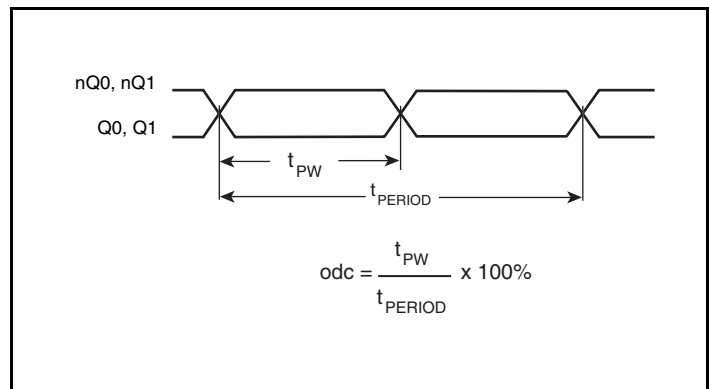 nQ0, nQ1
Q0, Q1
tPW
tPERIOD
odc = tPW / tPERIOD x 100%